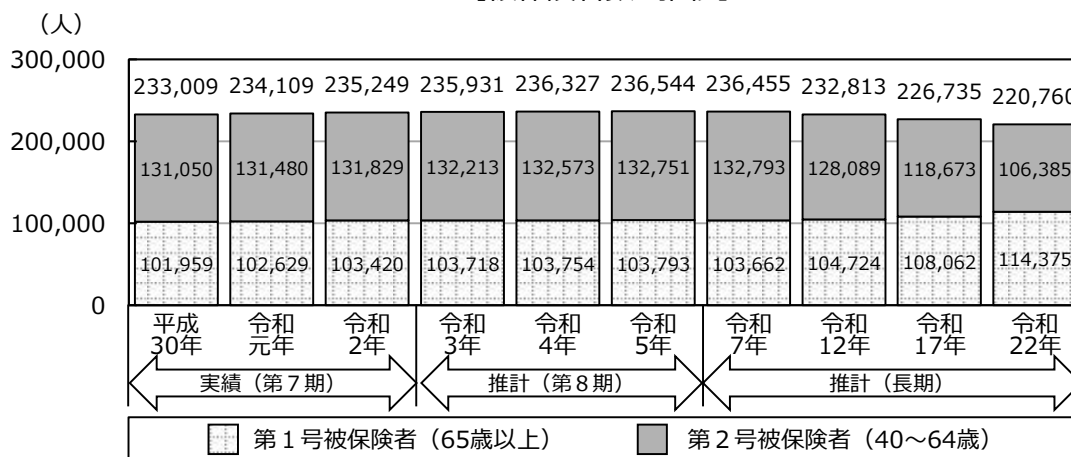 （人）
300,000
200,000
100,000
0
233,009 234,109 235,249 235,931 236,327 236,544 236,455 232,813 226,735 220,760
131,050 131,480 131,829 132,213 132,573 132,751 132,793 128,089 118,673 106,385
101,959 102,629 103,420 103,718 103,754 103,793 103,662 104,724 108,062 114,375
平成30年 令和元年 令和2年 令和3年 令和4年 令和5年 令和7年 令和12年 令和17年 令和22年
実績（第７期） 推計（第８期） 推計（長期）
第１号被保険者（65歳以上） 第２号被保険者（40～64歳）